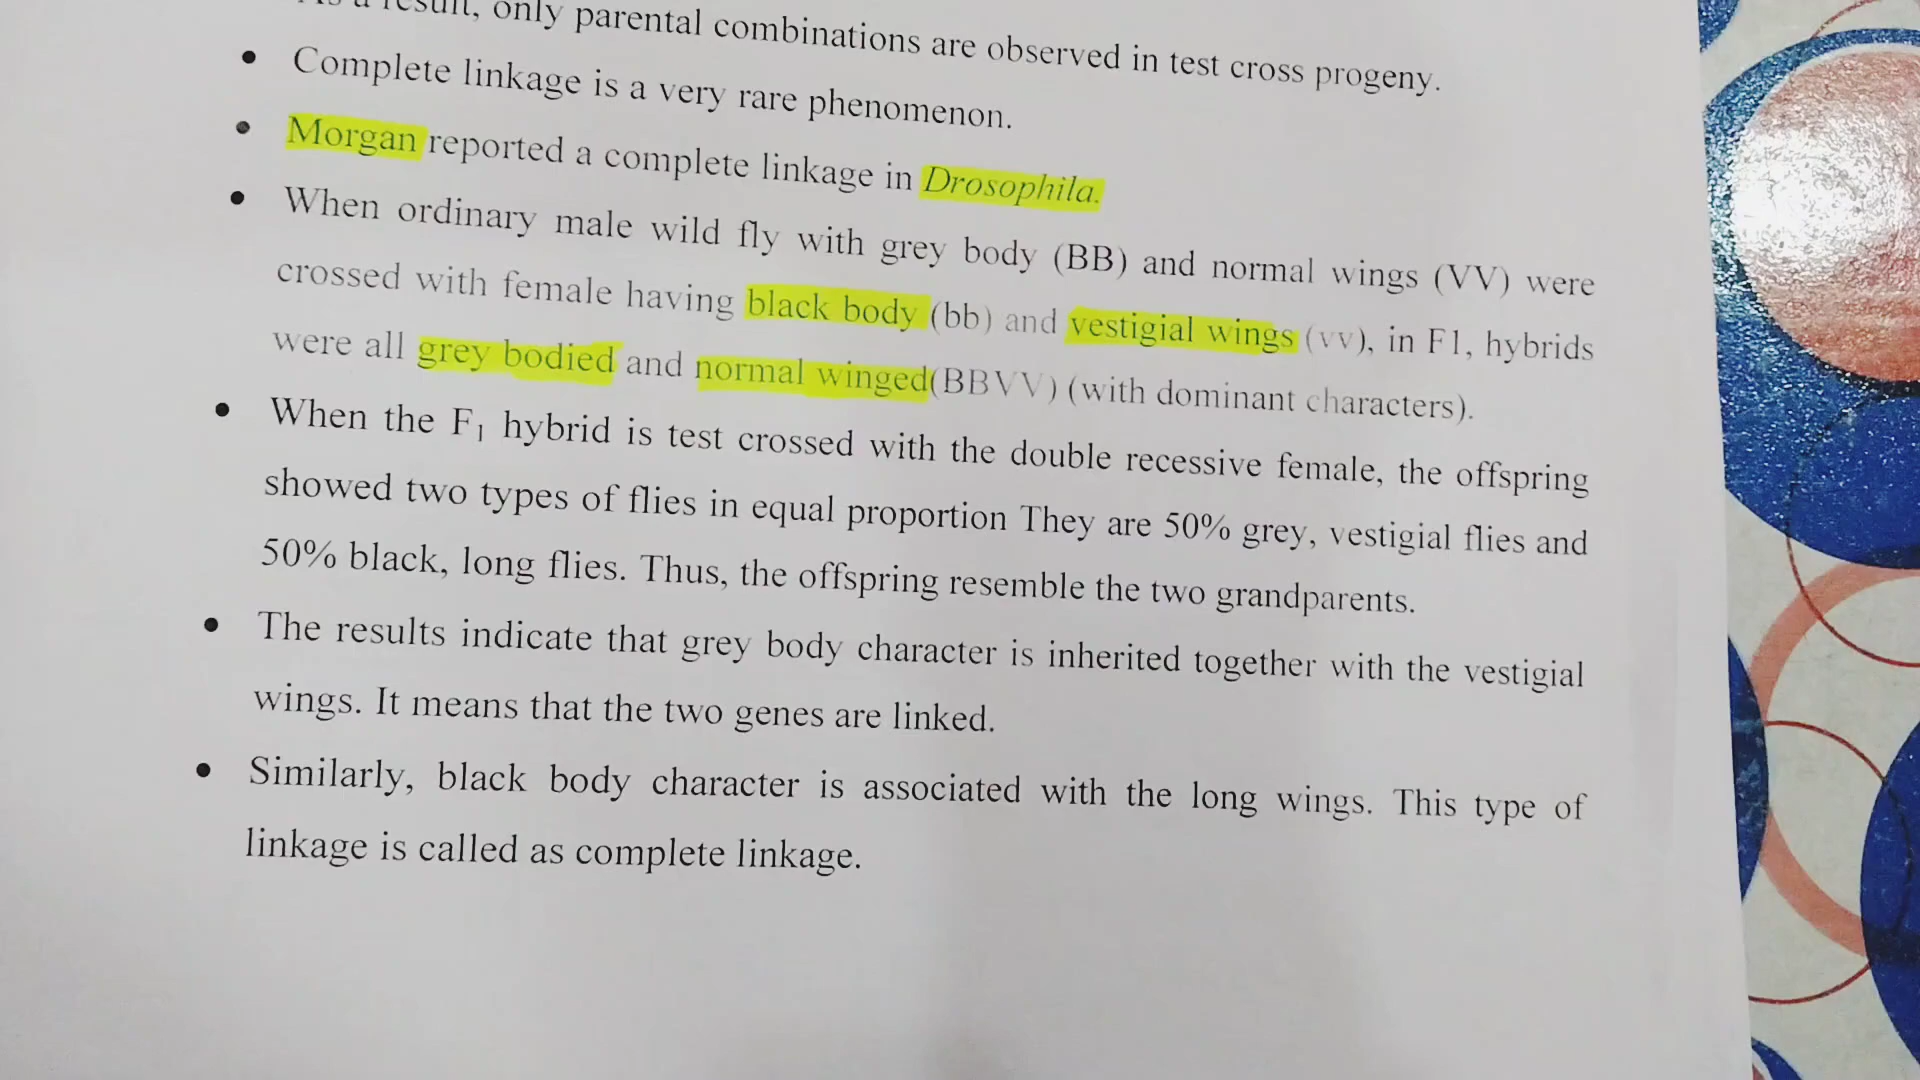 As a result, only parental combinations are observed in test cross progeny.
• Complete linkage is a very rare phenomenon.
• Morgan reported a complete linkage in Drosophila.
• When ordinary male wild fly with grey body (BB) and normal wings (VV) were
crossed with female having black body (bb) and vestigial wings (vv), in F1, hybrids
were all grey bodied and normal winged(BBVV) (with dominant characters).
• When the F₁ hybrid is test crossed with the double recessive female, the offspring
showed two types of flies in equal proportion They are 50% grey, vestigial flies and
50% black, long flies. Thus, the offspring resemble the two grandparents.
• The results indicate that grey body character is inherited together with the vestigial
wings. It means that the two genes are linked.
• Similarly, black body character is associated with the long wings. This type of
linkage is called as complete linkage.